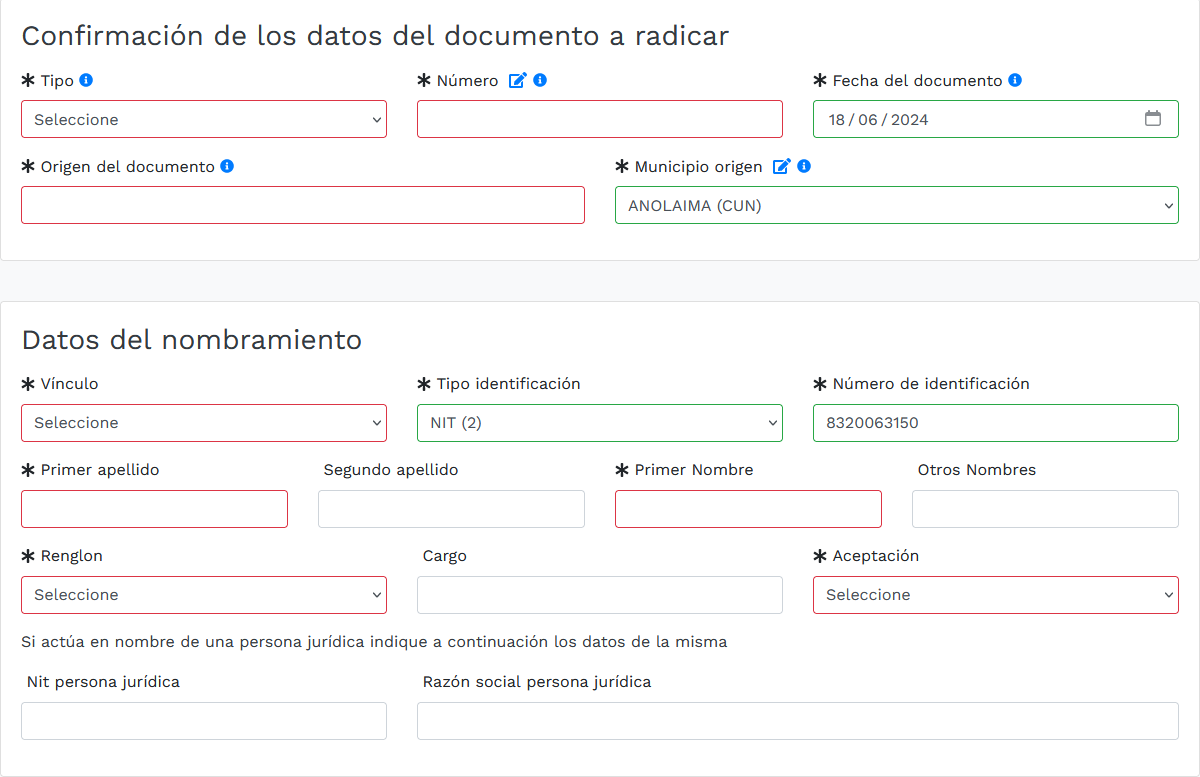 Confirmación de los datos del documento a radicar
* Tipo
* Número
* Fecha del documento
Seleccione
18 / 06 / 2024
* Origen del documento
* Municipio origen
ANOLAIMA (CUN)
Datos del nombramiento
* Vínculo
* Tipo identificación
* Número de identificación
Seleccione
NIT (2)
8320063150
* Primer apellido
Segundo apellido
* Primer Nombre
Otros Nombres
* Renglon
Cargo
* Aceptación
Seleccione
Seleccione
Si actúa en nombre de una persona jurídica indique a continuación los datos de la misma
Nit persona jurídica
Razón social persona jurídica